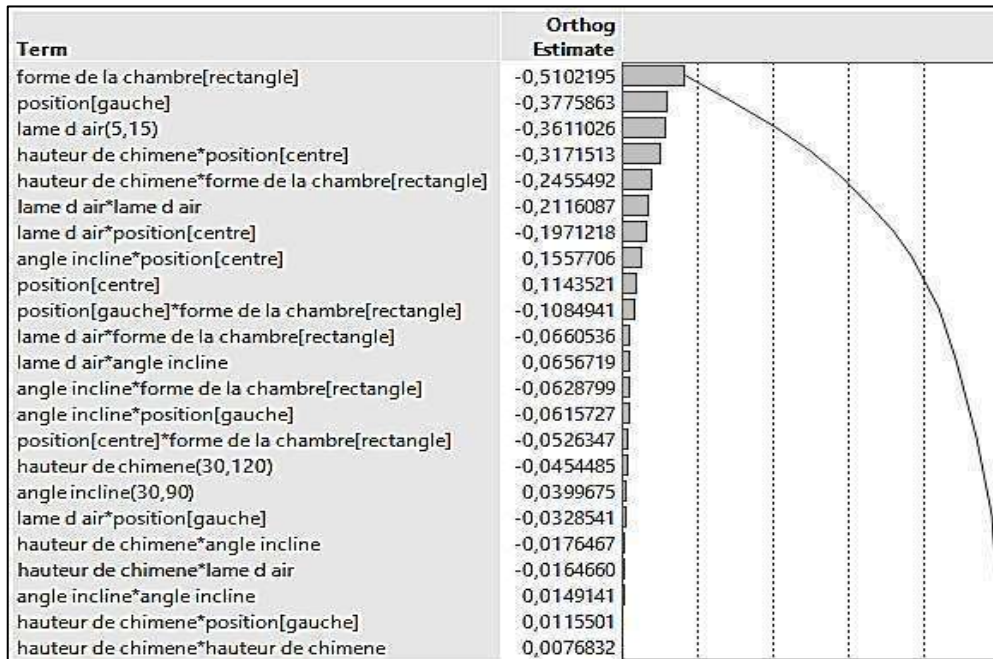 Orthog
Term Estimate
forme de la chambre[rectangle] -0,5102195
position[gauche] -0,3775863
lame d air(5,15) -0,3611026
hauteur de chimene*position[centre] -0,3171513
hauteur de chimene*forme de la chambre[rectangle] -0,2455492
lame d air*lame d air -0,2116087
lame d air*position[centre] -0,1971218
angle incline*position[centre] 0,1557706
position[centre] 0,1143521
position[gauche]*forme de la chambre[rectangle] -0,1084941
lame d air*forme de la chambre[rectangle] -0,0660536
lame d air*angle incline 0,0656719
angle incline*forme de la chambre[rectangle] -0,0628799
angle incline*position[gauche] -0,0615727
position[centre]*forme de la chambre[rectangle] -0,0526347
hauteur de chimene(30,120) -0,0454485
angle incline(30,90) 0,0399675
lame d air*position[gauche] -0,0328541
hauteur de chimene*angle incline -0,0176467
hauteur de chimene*lame d air -0,0164660
angle incline*angle incline 0,0149141
hauteur de chimene*position[gauche] 0,0115501
hauteur de chimene*hauteur de chimene 0,0076832